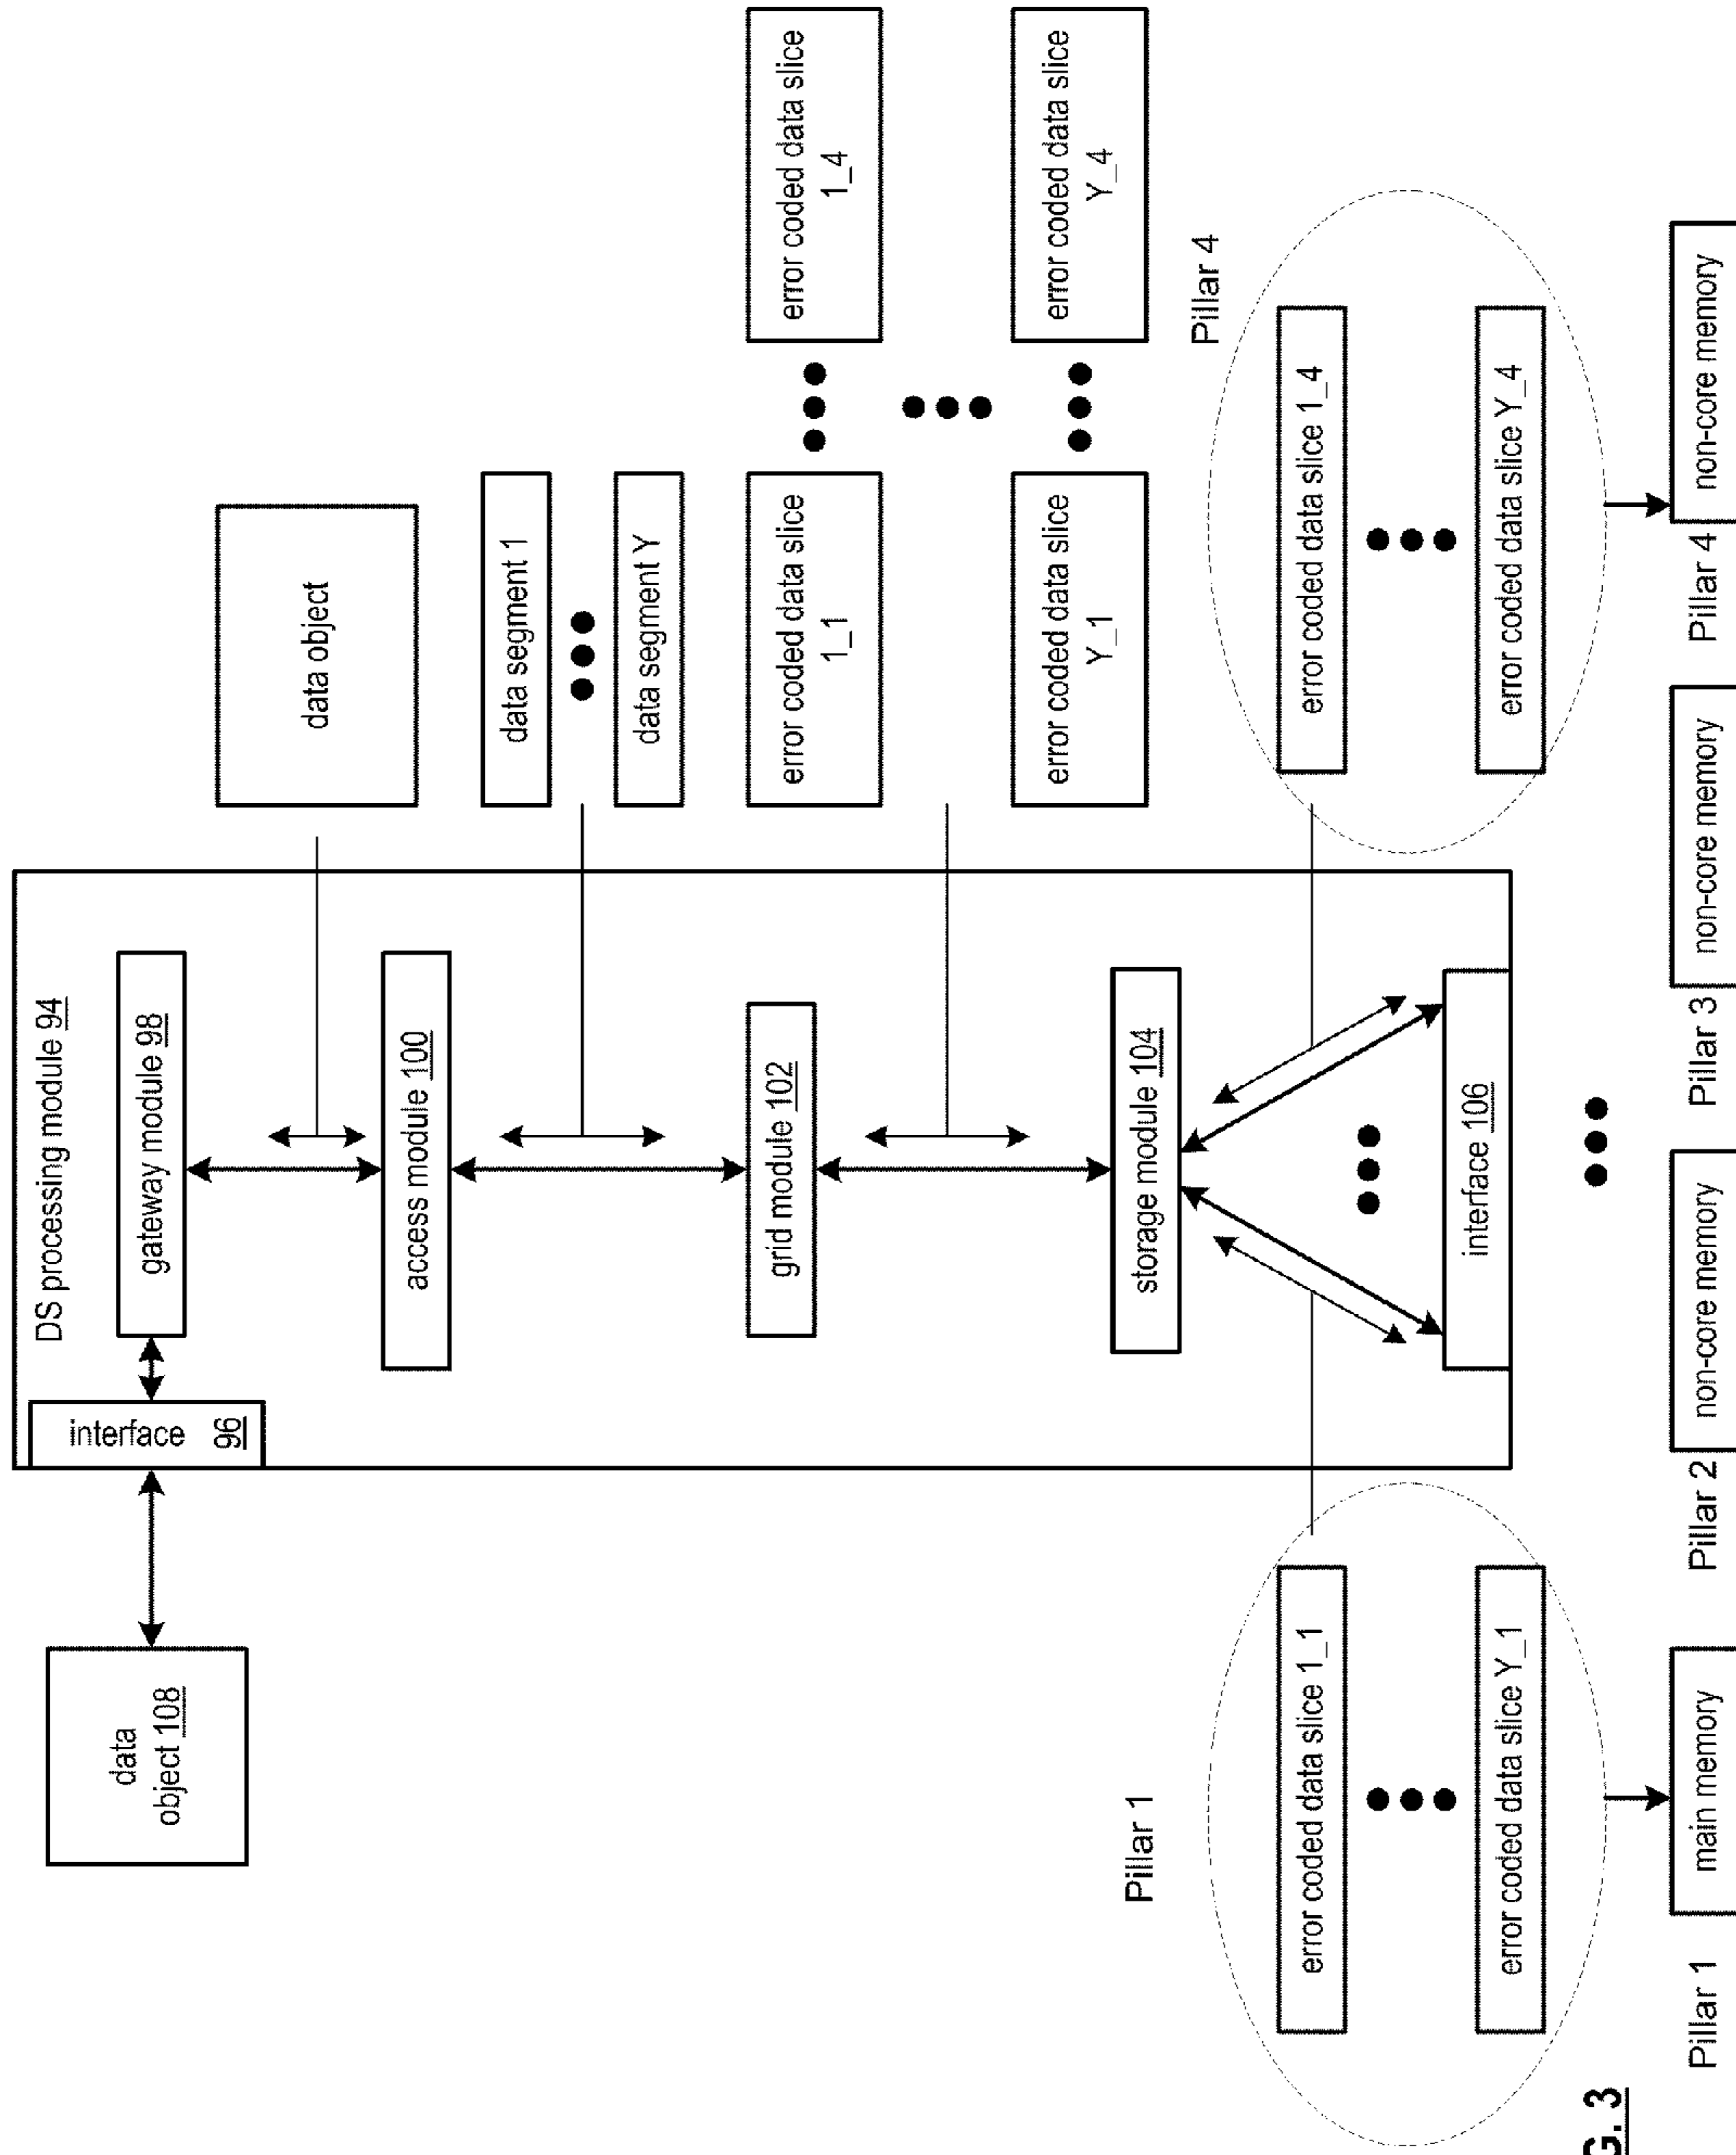 data
object 108
interface 96
DS processing module 94
gateway module 98
access module 100
grid module 102
storage module 104
interface 106
data object
data segment 1
data segment Y
error coded data slice
1_1
error coded data slice
1_4
error coded data slice
Y_1
error coded data slice
Y_4
Pillar 1
error coded data slice 1_1
error coded data slice Y_1
Pillar 4
error coded data slice 1_4
error coded data slice Y_4
Pillar 1
main memory
Pillar 2
non-core memory
Pillar 3
non-core memory
Pillar 4
non-core memory
G. 3